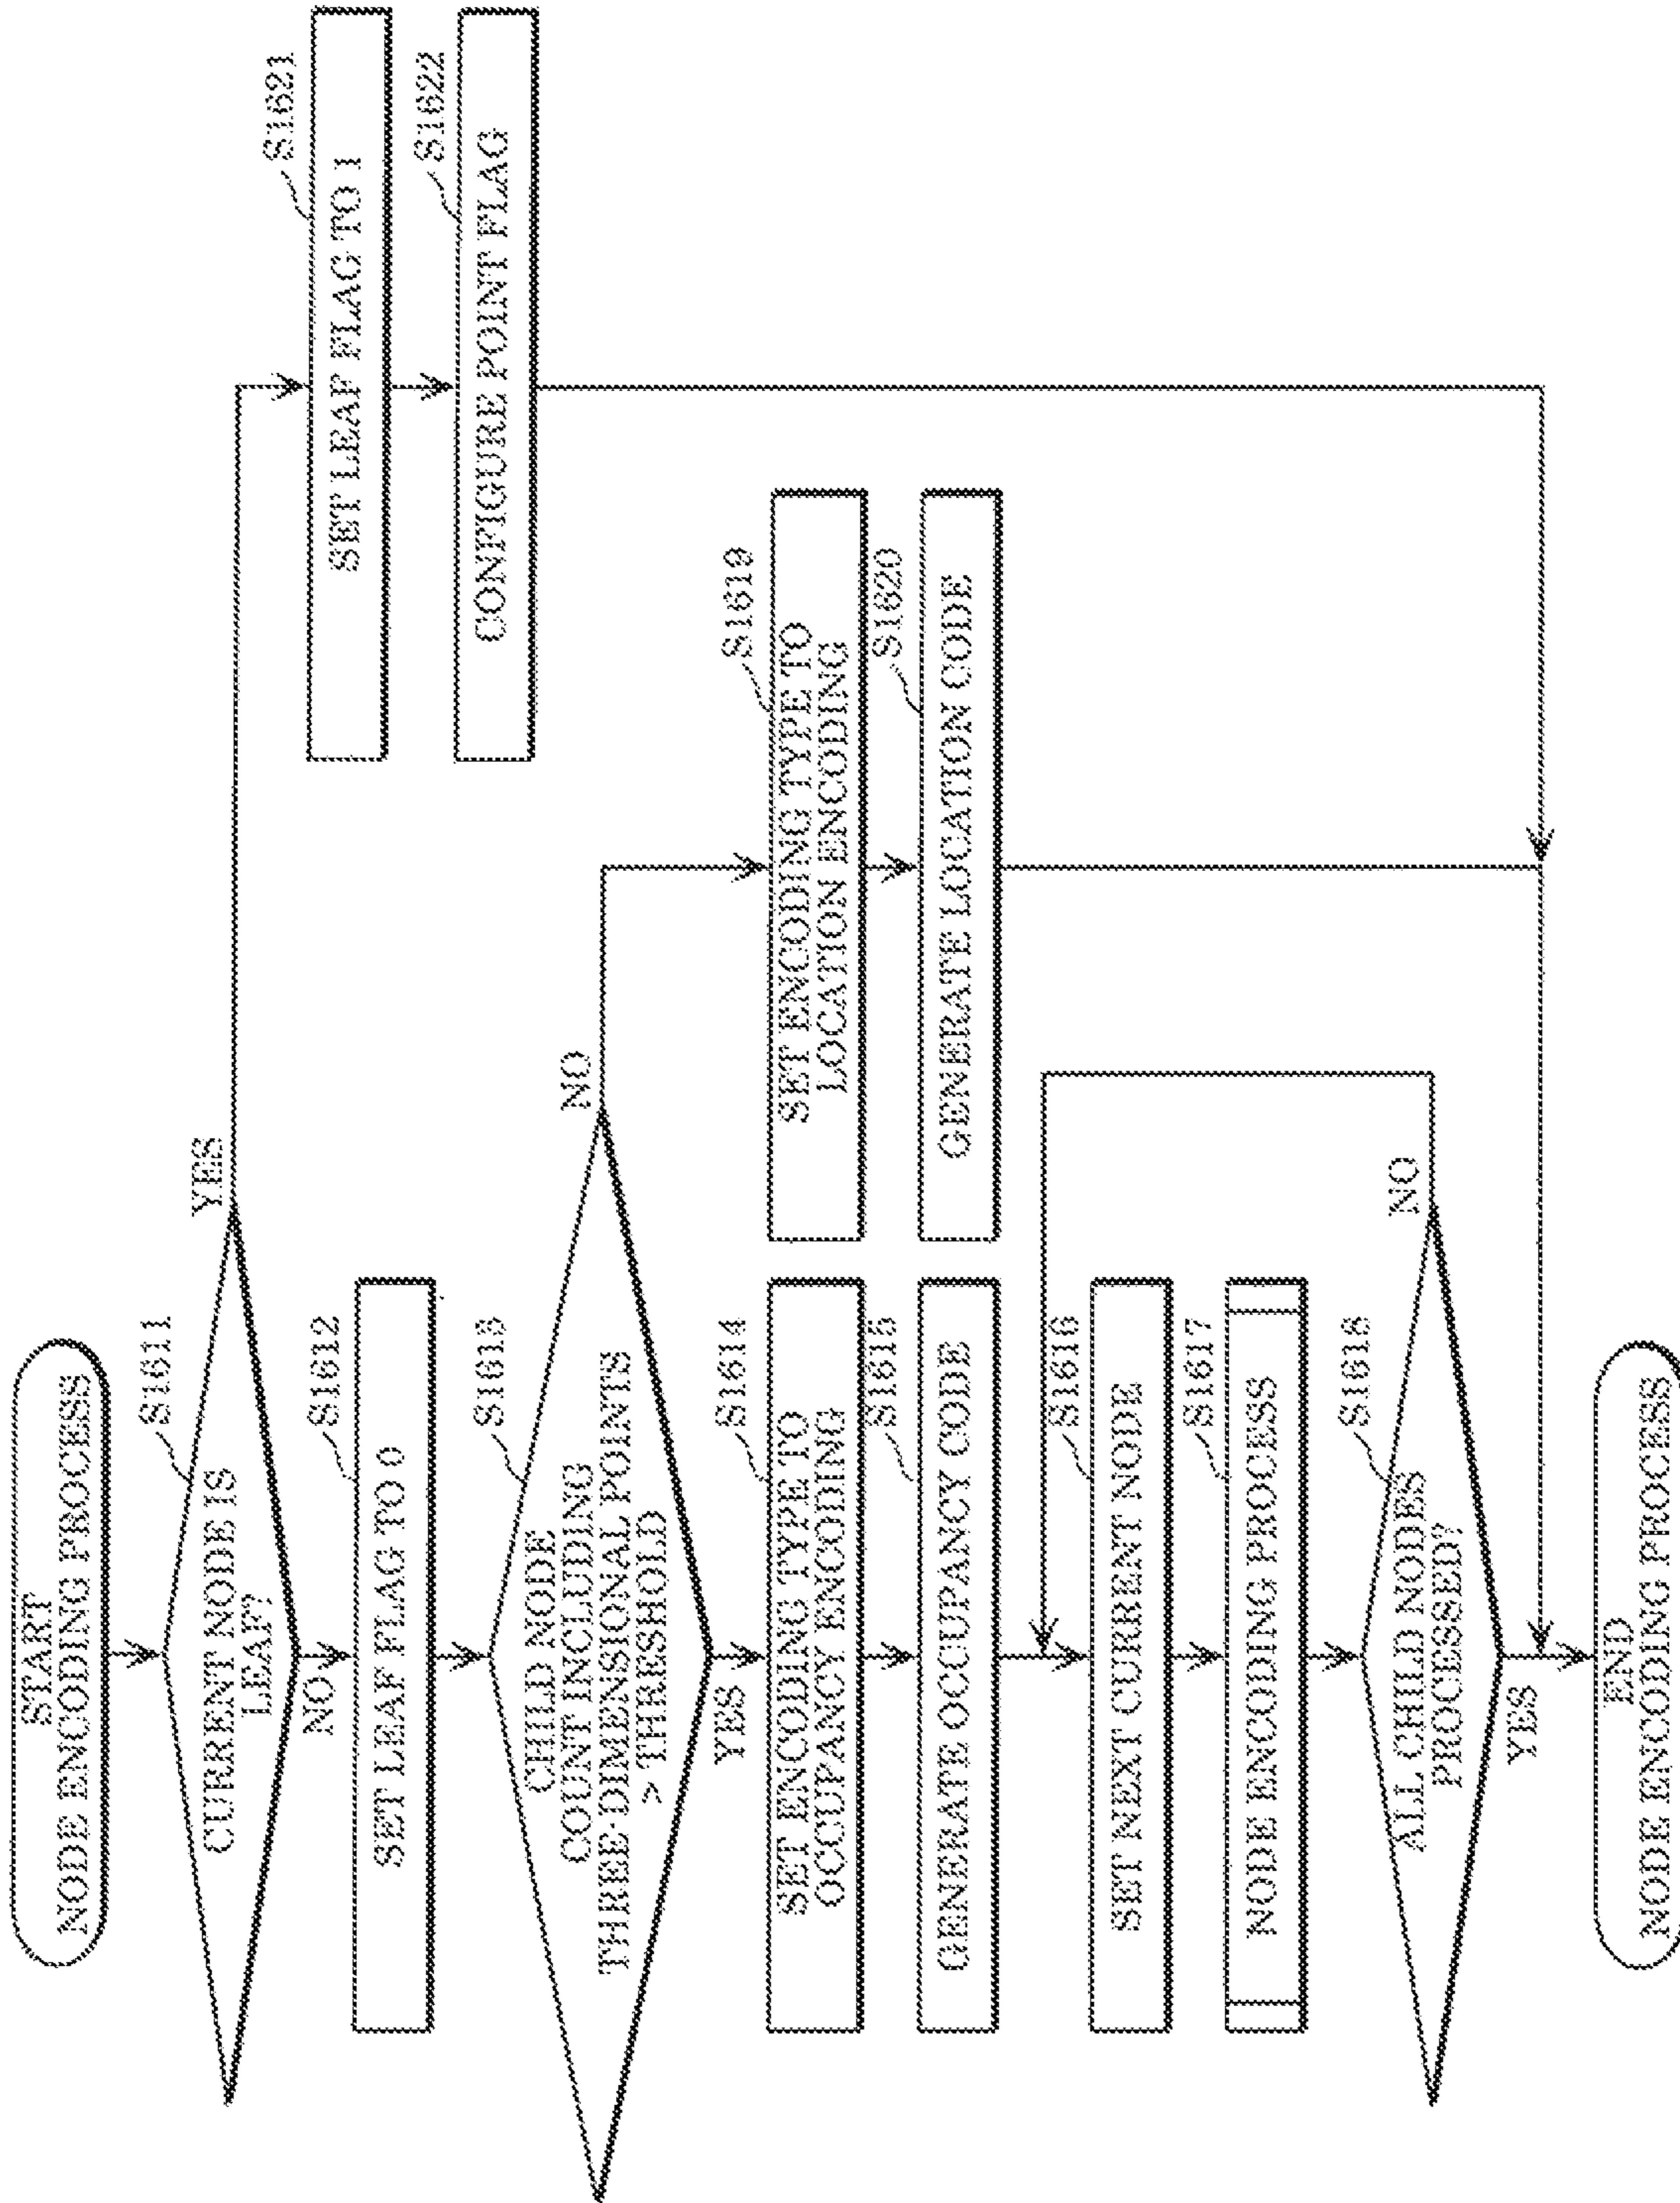 START
NODE ENCODING PROCESS
S1611
CURRENT NODE IS
LEAF?
YES
NO
S1612
SET LEAF FLAG TO 0
S1621
SET LEAF FLAG TO 1
S1622
CONFIGURE POINT FLAG
S1613
CHILD NODE
COUNT INCLUDING
THREE-DIMENSIONAL POINTS
> THRESHOLD
NO
YES
S1614
SET ENCODING TYPE TO
OCCUPANCY ENCODING
S1615
GENERATE OCCUPANCY CODE
S1619
SET ENCODING TYPE TO
LOCATION ENCODING
S1620
GENERATE LOCATION CODE
S1616
SET NEXT CURRENT NODE
S1617
NODE ENCODING PROCESS
S1618
ALL CHILD NODES
PROCESSED?
NO
YES
END
NODE ENCODING PROCESS